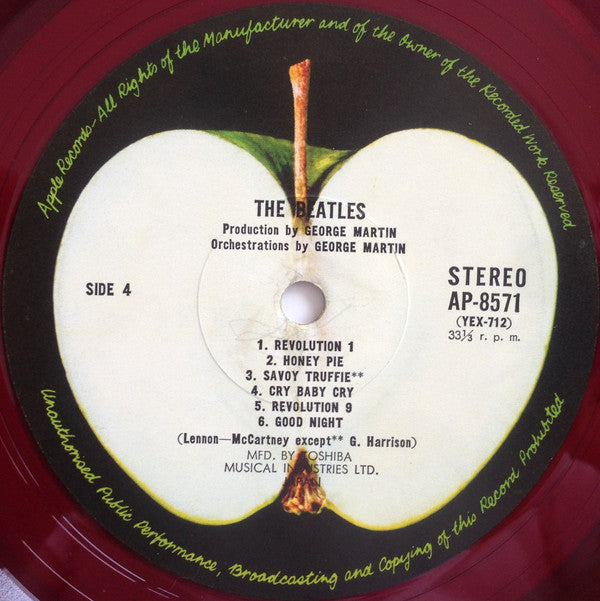 Apple Records-All Rights of the Manufacturer and of the Owner of the Recorded Work Reserved
THE BEATLES
Production by GEORGE MARTIN
Orchestrations by GEORGE MARTIN
SIDE 4
STEREO
AP-8571
(YEX-712)
33⅓ r. p. m.
1. REVOLUTION 1
2. HONEY PIE
3. SAVOY TRUFFIE**
4. CRY BABY CRY
5. REVOLUTION 9
6. GOOD NIGHT
(Lennon—McCartney except** G. Harrison)
MFD. BY TOSHIBA
MUSICAL INDUSTRIES LTD.
JAPAN
Unauthorised Public Performance, Broadcasting and Copying of this Record Prohibited